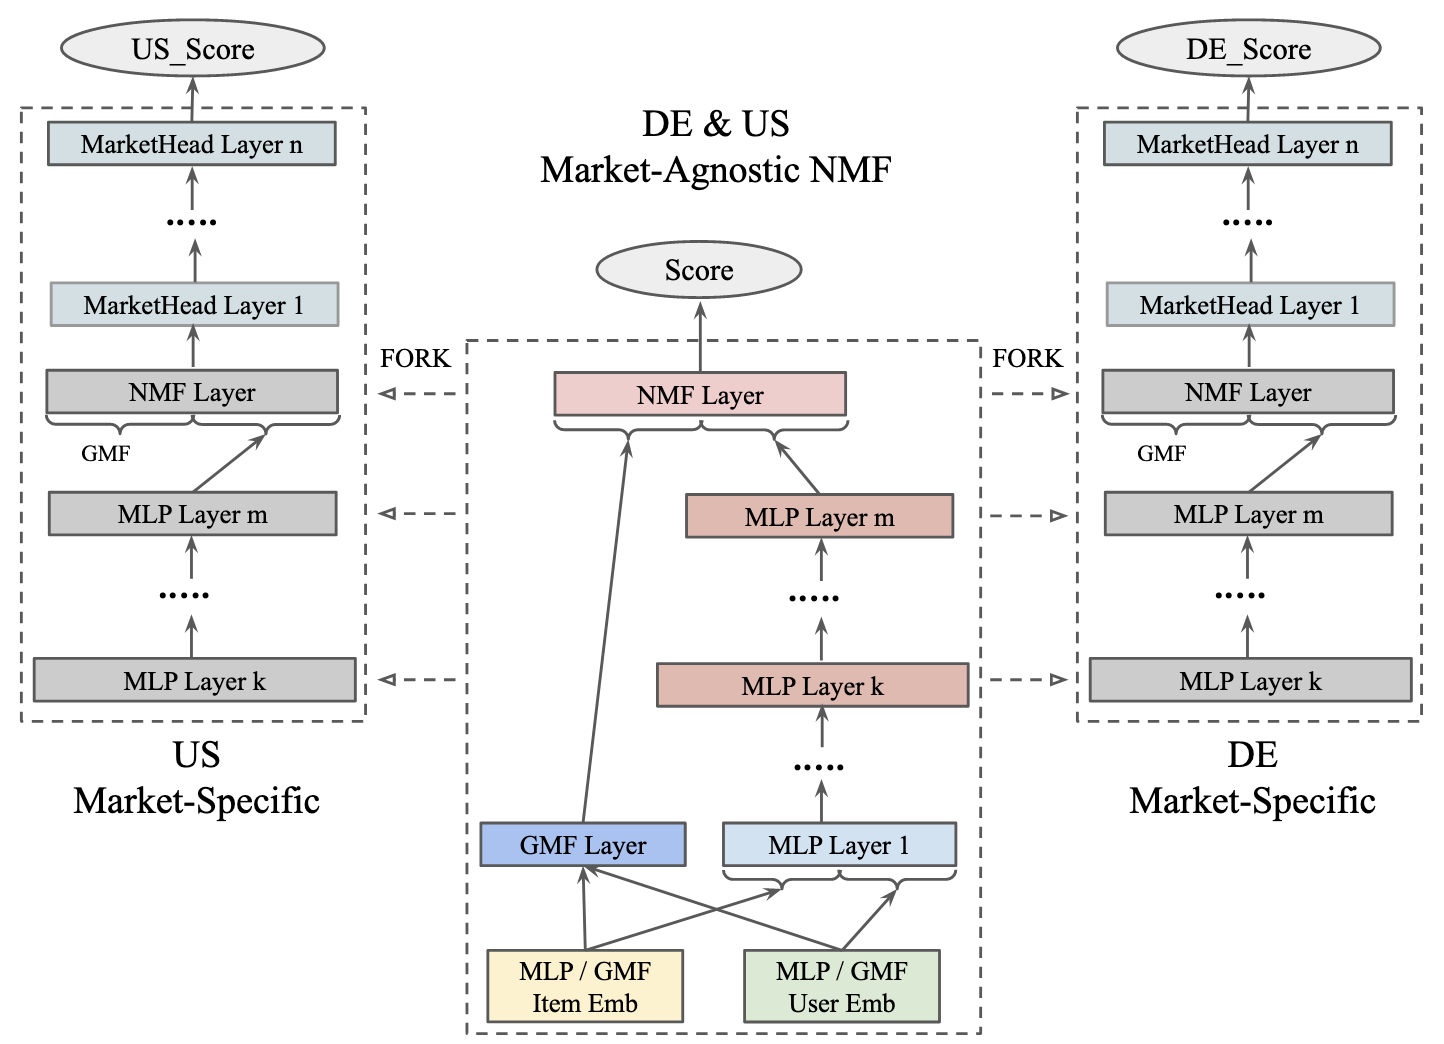 US_Score
MarketHead Layer n
.....
MarketHead Layer 1
NMF Layer
GMF
MLP Layer m
.....
MLP Layer k
US
Market-Specific
DE & US
Market-Agnostic NMF
Score
FORK
FORK
NMF Layer
MLP Layer m
.....
MLP Layer k
.....
GMF Layer
MLP Layer 1
MLP / GMF
Item Emb
MLP / GMF
User Emb
DE_Score
MarketHead Layer n
.....
MarketHead Layer 1
NMF Layer
GMF
MLP Layer m
.....
MLP Layer k
DE
Market-Specific